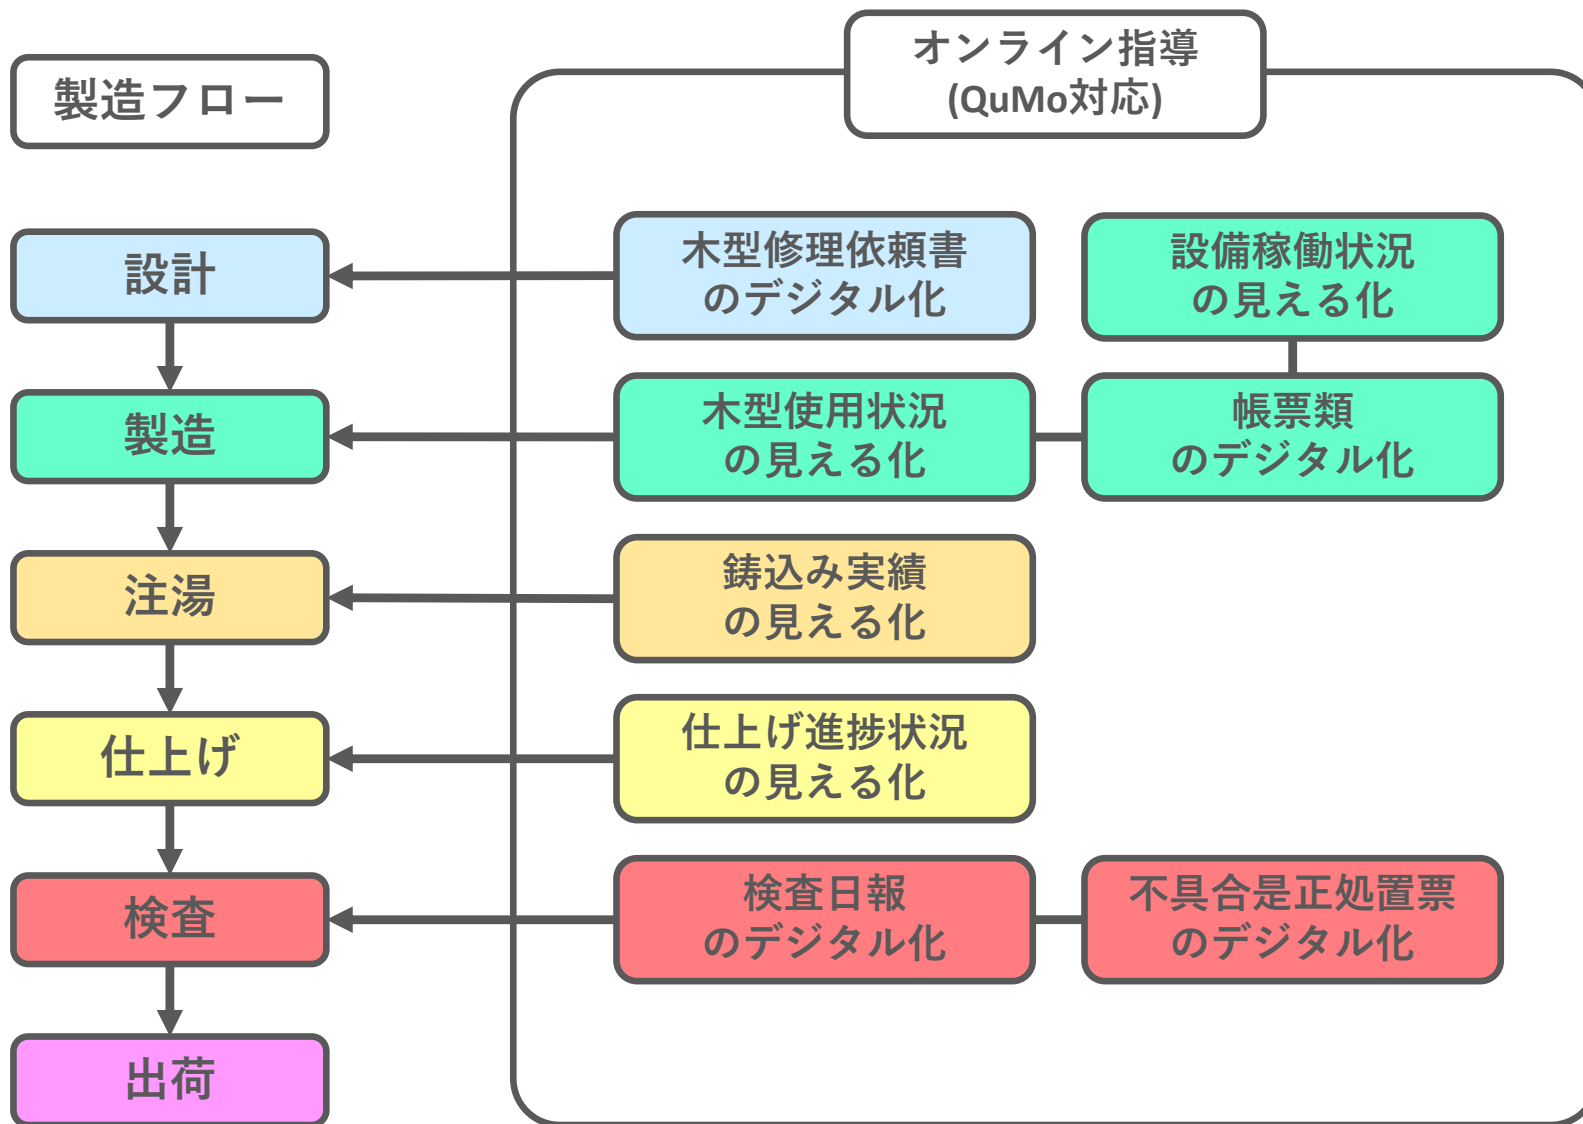 製造フロー
オンライン指導
(QuMo対応)
設計
木型修理依頼書
のデジタル化
設備稼働状況
の見える化
製造
木型使用状況
の見える化
帳票類
のデジタル化
注湯
鋳込み実績
の見える化
仕上げ
仕上げ進捗状況
の見える化
検査
検査日報
のデジタル化
不具合是正処置票
のデジタル化
出荷